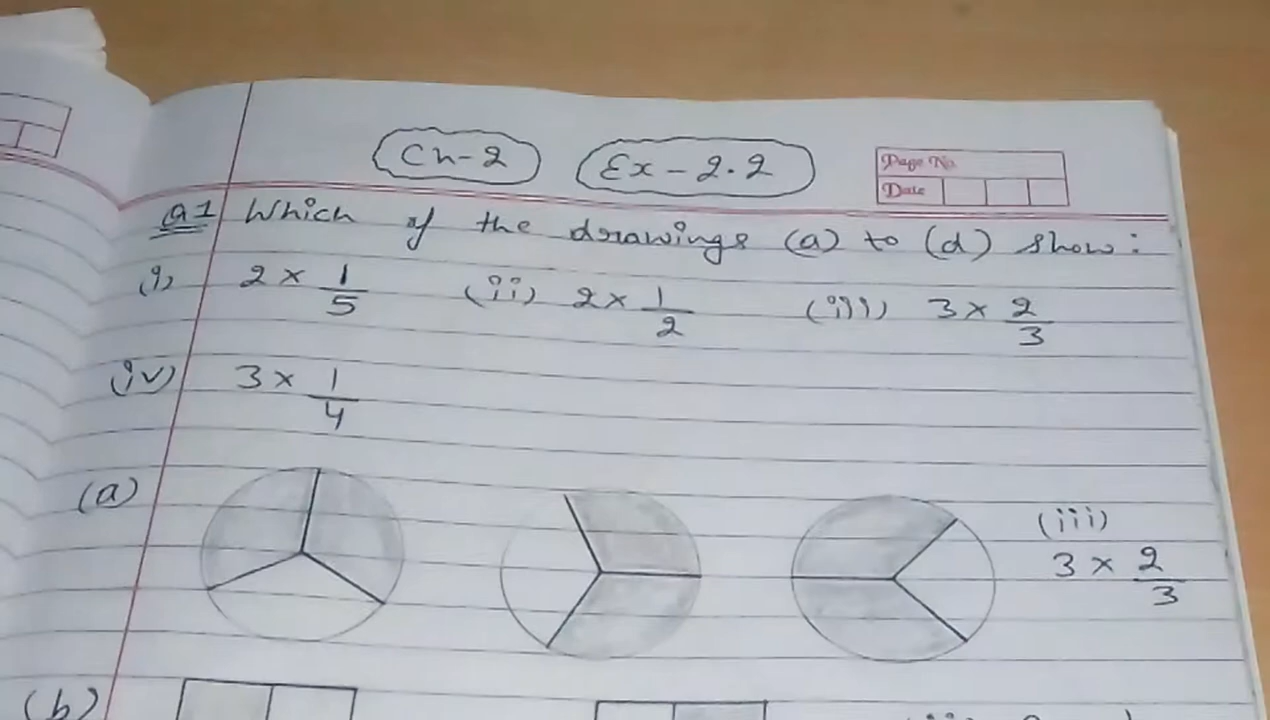 Ch-2 Ex-2.2
Page No.
Date
Q1 Which of the drawings (a) to (d) show:
(i) 2 × 1/5 (ii) 2 × 1/2 (iii) 3 × 2/3
(iv) 3 × 1/4
(a) (iii)
3 × 2/3
(b)